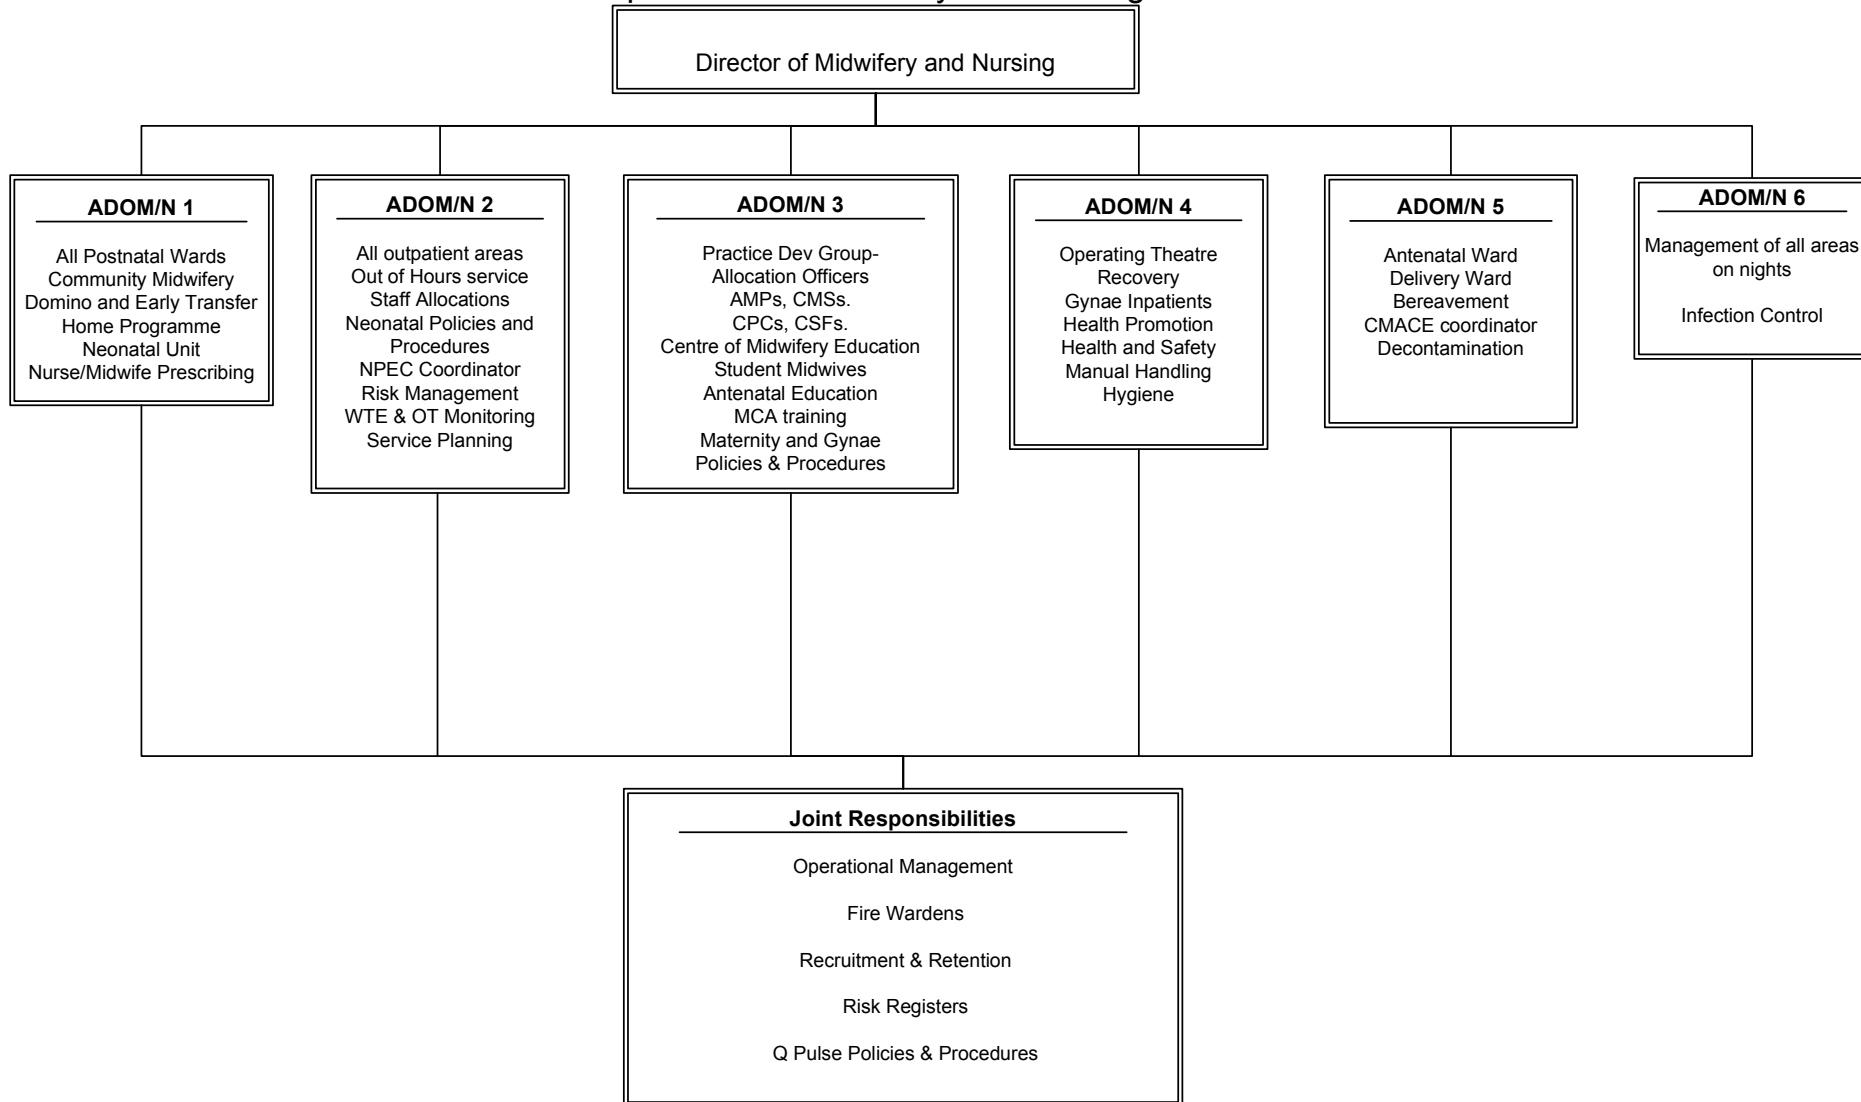 Director of Midwifery and Nursing
ADOM/N 1
All Postnatal Wards
Community Midwifery
Domino and Early Transfer
Home Programme
Neonatal Unit
Nurse/Midwife Prescribing
ADOM/N 2
All outpatient areas
Out of Hours service
Staff Allocations
Neonatal Policies and
Procedures
NPEC Coordinator
Risk Management
WTE & OT Monitoring
Service Planning
ADOM/N 3
Practice Dev Group-
Allocation Officers
AMPs, CMSs.
CPCs, CSFs.
Centre of Midwifery Education
Student Midwives
Antenatal Education
MCA training
Maternity and Gynae
Policies & Procedures
ADOM/N 4
Operating Theatre
Recovery
Gynae Inpatients
Health Promotion
Health and Safety
Manual Handling
Hygiene
ADOM/N 5
Antenatal Ward
Delivery Ward
Bereavement
CMACE coordinator
Decontamination
ADOM/N 6
Management of all areas
on nights
Infection Control
Joint Responsibilities
Operational Management
Fire Wardens
Recruitment & Retention
Risk Registers
Q Pulse Policies & Procedures